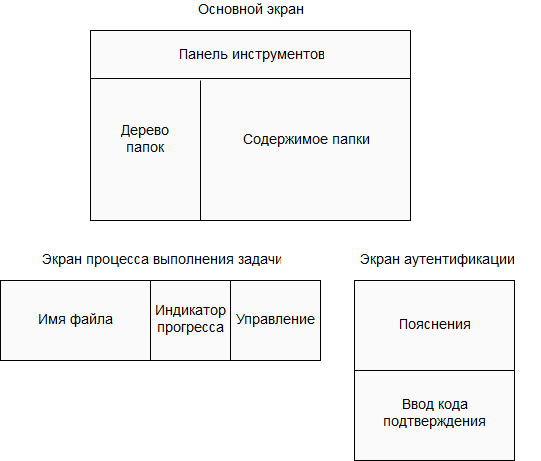 Основной экран
Панель инструментов
Дерево
папок
Содержимое папки
Экран процесса выполнения задачи
Имя файла
Индикатор
прогресса
Управление
Экран аутентификации
Пояснения
Ввод кода
подтверждения